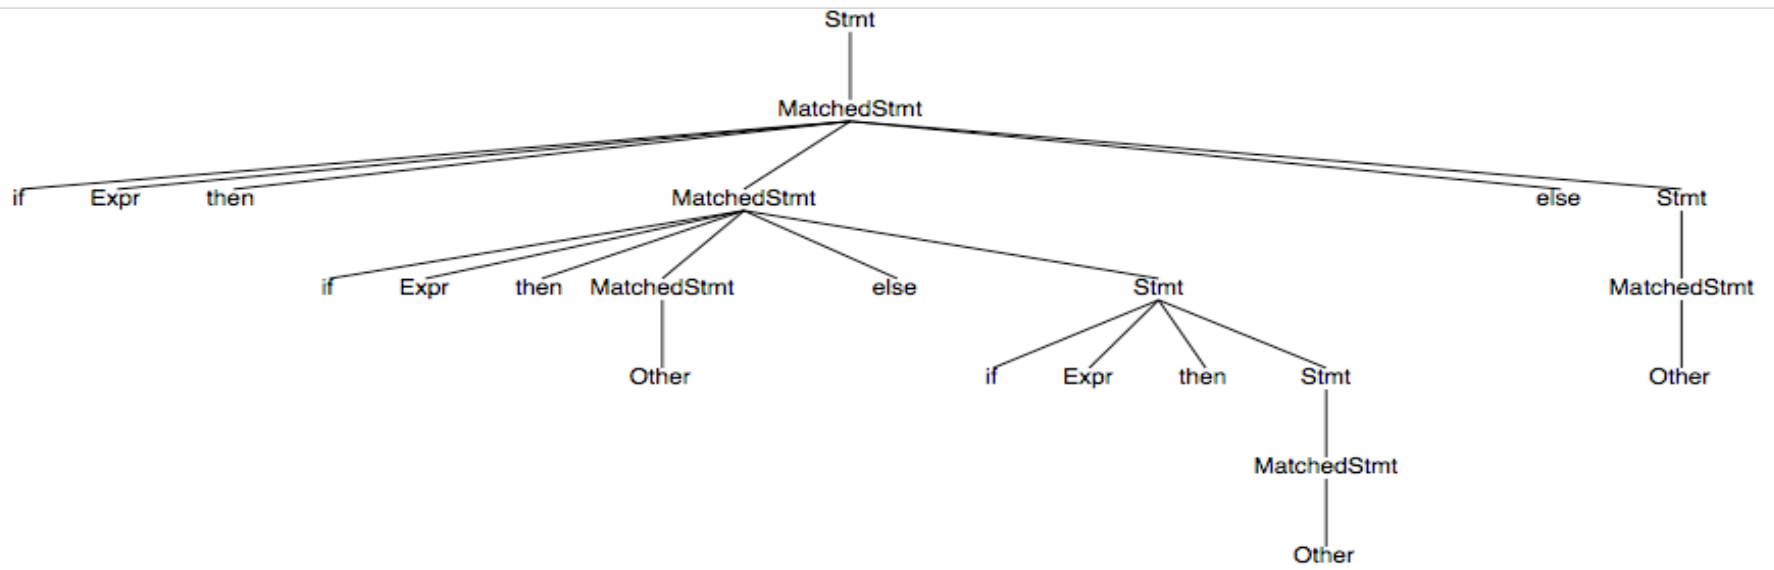 Stmt
MatchedStmt
if Expr then MatchedStmt else Stmt
if Expr then MatchedStmt else Stmt MatchedStmt
Other if Expr then Stmt Other
MatchedStmt
Other